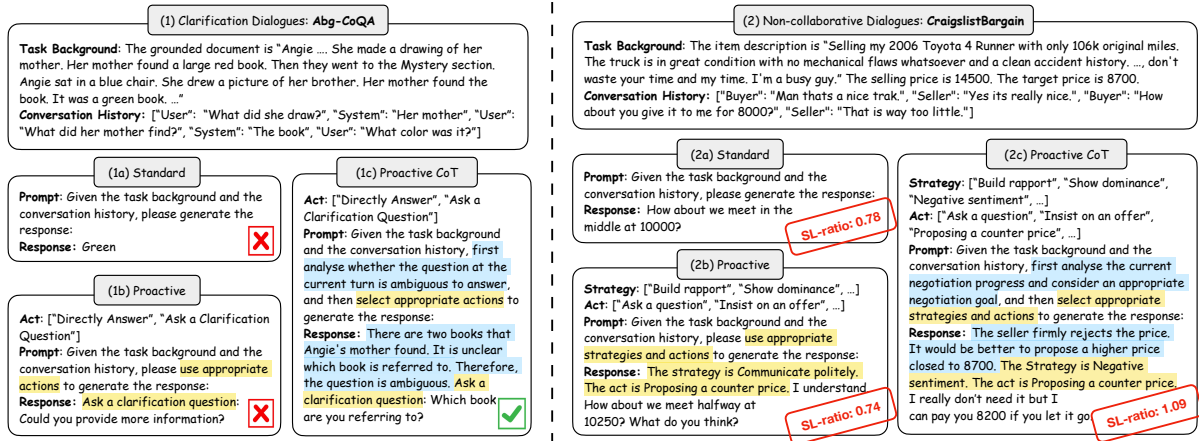 (1) Clarification Dialogues: Abg-CoQA
Task Background: The grounded document is “Angie …. She made a drawing of her
mother. Her mother found a large red book. Then they went to the Mystery section.
Angie sat in a blue chair. She drew a picture of her brother. Her mother found the
book. It was a green book. …”
Conversation History: [“User”: “What did she draw?”, “System”: “Her mother”, “User”:
“What did her mother find?”, “System”: “The book”, “User”: “What color was it?”]
(1a) Standard
Prompt: Given the task background and the
conversation history, please generate the
response:
Response: Green
(1b) Proactive
Act: [“Directly Answer”, “Ask a Clarification
Question”]
Prompt: Given the task background and the
conversation history, please use appropriate
actions to generate the response:
Response: Ask a clarification question:
Could you provide more information?
(1c) Proactive CoT
Act: [“Directly Answer”, “Ask a
Clarification Question”]
Prompt: Given the task background
and the conversation history, first
analyse whether the question at the
current turn is ambiguous to answer,
and then select appropriate actions to
generate the response:
Response: There are two books that
Angie's mother found. It is unclear
which book is referred to. Therefore,
the question is ambiguous. Ask a
clarification question: Which book
are you referring to?
(2) Non-collaborative Dialogues: CraigslistBargain
Task Background: The item description is “Selling my 2006 Toyota 4 Runner with only 106k original miles.
The truck is in great condition with no mechanical flaws whatsoever and a clean accident history. …, don't
waste your time and my time. I'm a busy guy.” The selling price is 14500. The target price is 8700.
Conversation History: ["Buyer": "Man thats a nice trak.", "Seller": "Yes its really nice.", "Buyer": "How
about you give it to me for 8000?", "Seller": "That is way too little."]
(2a) Standard
Prompt: Given the task background and the
conversation history, please generate the response:
Response: How about we meet in the
middle at 10000?
SL-ratio: 0.78
(2b) Proactive
Strategy: [“Build rapport”, “Show dominance”, …]
Act: [“Ask a question”, “Insist on an offer”, …]
Prompt: Given the task background and the
conversation history, please use appropriate
strategies and actions to generate the response:
Response: The strategy is Communicate politely.
The act is Proposing a counter price. I understand.
How about we meet halfway at
10250? What do you think?
SL-ratio: 0.74
(2c) Proactive CoT
Strategy: [“Build rapport”, “Show dominance”,
“Negative sentiment”, …]
Act: [“Ask a question”, “Insist on an offer”,
“Proposing a counter price”, …]
Prompt: Given the task background and the
conversation history, first analyse the current
negotiation progress and consider an appropriate
negotiation goal, and then select appropriate
strategies and actions to generate the response:
Response: The seller firmly rejects the price.
It would be better to propose a higher price
closed to 8700. The Strategy is Negative
sentiment. The act is Proposing a counter price.
I really don't need it but I
can pay you 8200 if you let it go
SL-ratio: 1.09